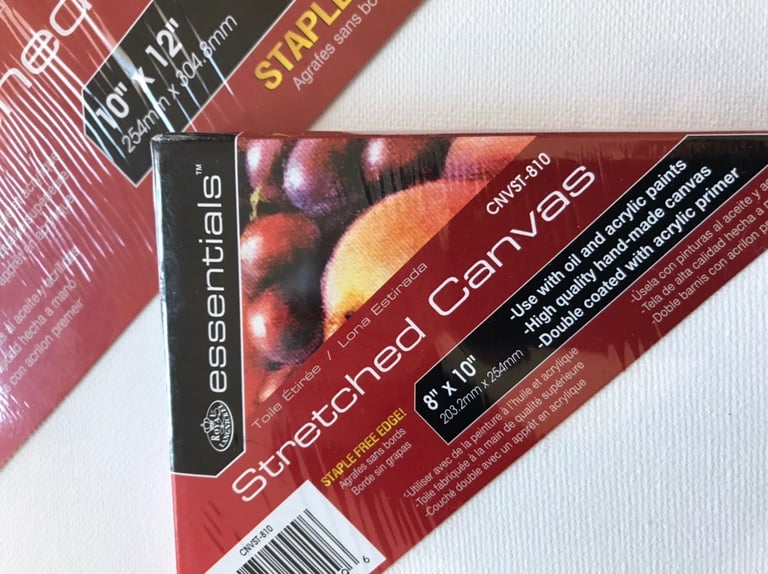 10" x 12"
254mm x 304.8mm
STAPLE
Agrafes sans bords
essentials™
ROYAL
LANGNICKEL
CNVST-810
Toile Étirée / Lona Estirada
Stretched Canvas
STAPLE FREE EDGE!
Agrafes sans bords
Borde sin grapas
8" x 10"
203.2mm x 254mm
-Use with oil and acrylic paints
-High quality hand-made canvas
-Double coated with acrylic primer
-Utiliser avec de la peinture à l'huile et acrylique
-Toile fabriquée à la main de qualité supérieure
-Couché double avec un apprêt en acrylique
-Úsela con pinturas al aceite y
-Tela de alta calidad hecha a
-Doble barnis con acrilon
CNVST-810
6